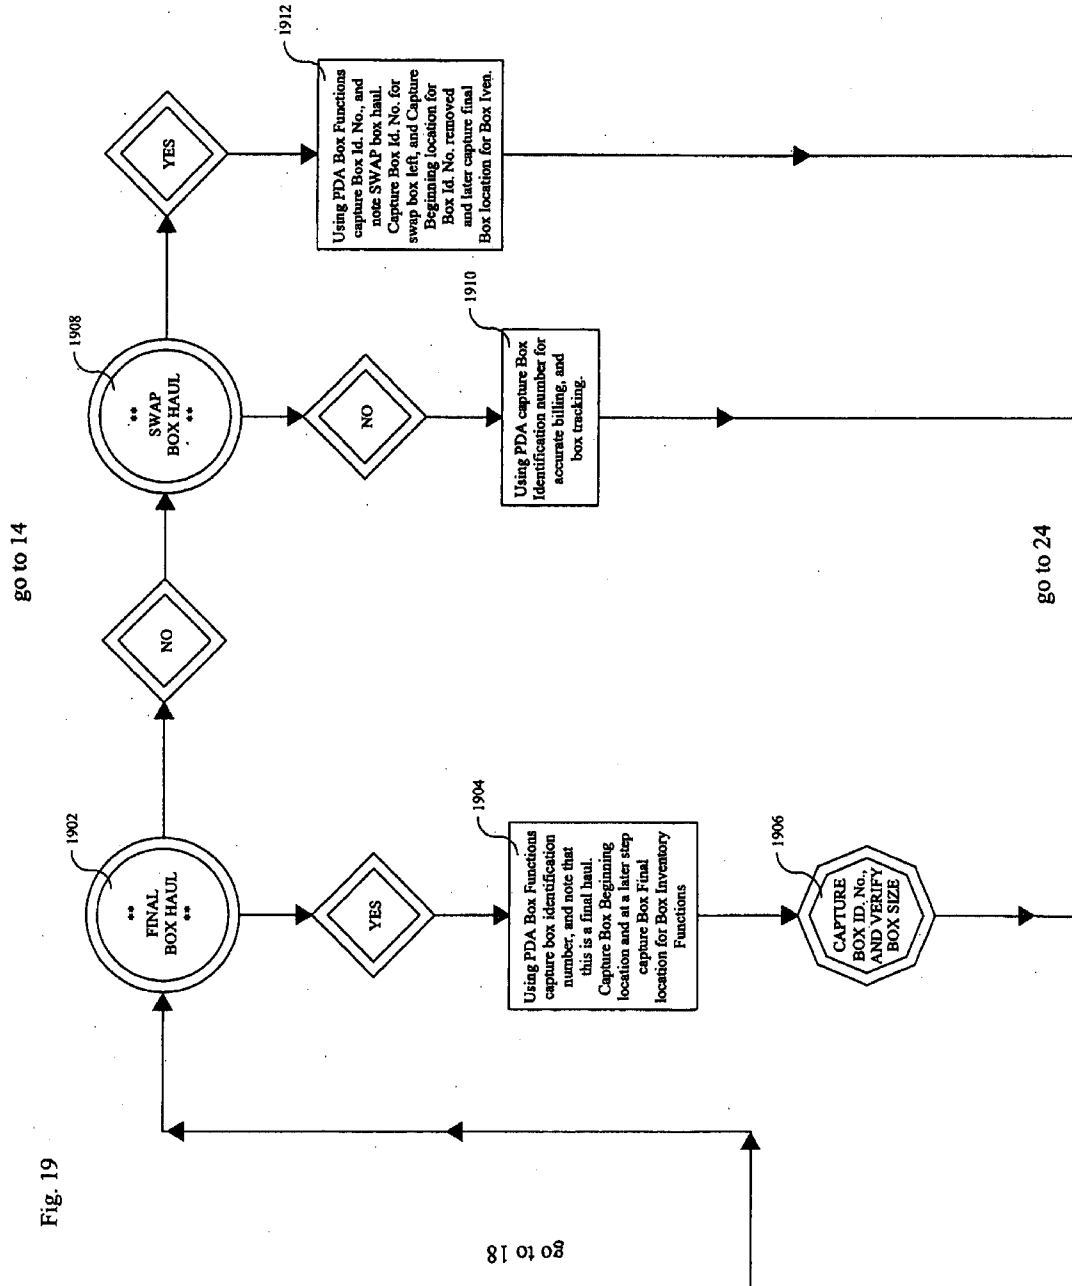 Fig. 19
go to 14
go to 18
1902
**
FINAL
BOX HAUL
**
NO
1908
**
SWAP
BOX HAUL
**
YES
1912
Using PDA Box Functions
capture Box Id. No., and
note SWAP box haul.
Capture Box Id. No. for
swap box left, and Capture
Beginning location for
Box Id. No. removed
and later capture final
Box location for Box Iven.
YES
1904
Using PDA Box Functions
capture box identification
number, and note that
this is a final haul.
Capture Box Beginning
location and at a later step
capture Box Final
location for Box Inventory
Functions
NO
1910
Using PDA capture Box
Identification number for
accurate billing, and
box tracking.
1906
CAPTURE
BOX ID. No.,
AND VERIFY
BOX SIZE
go to 24